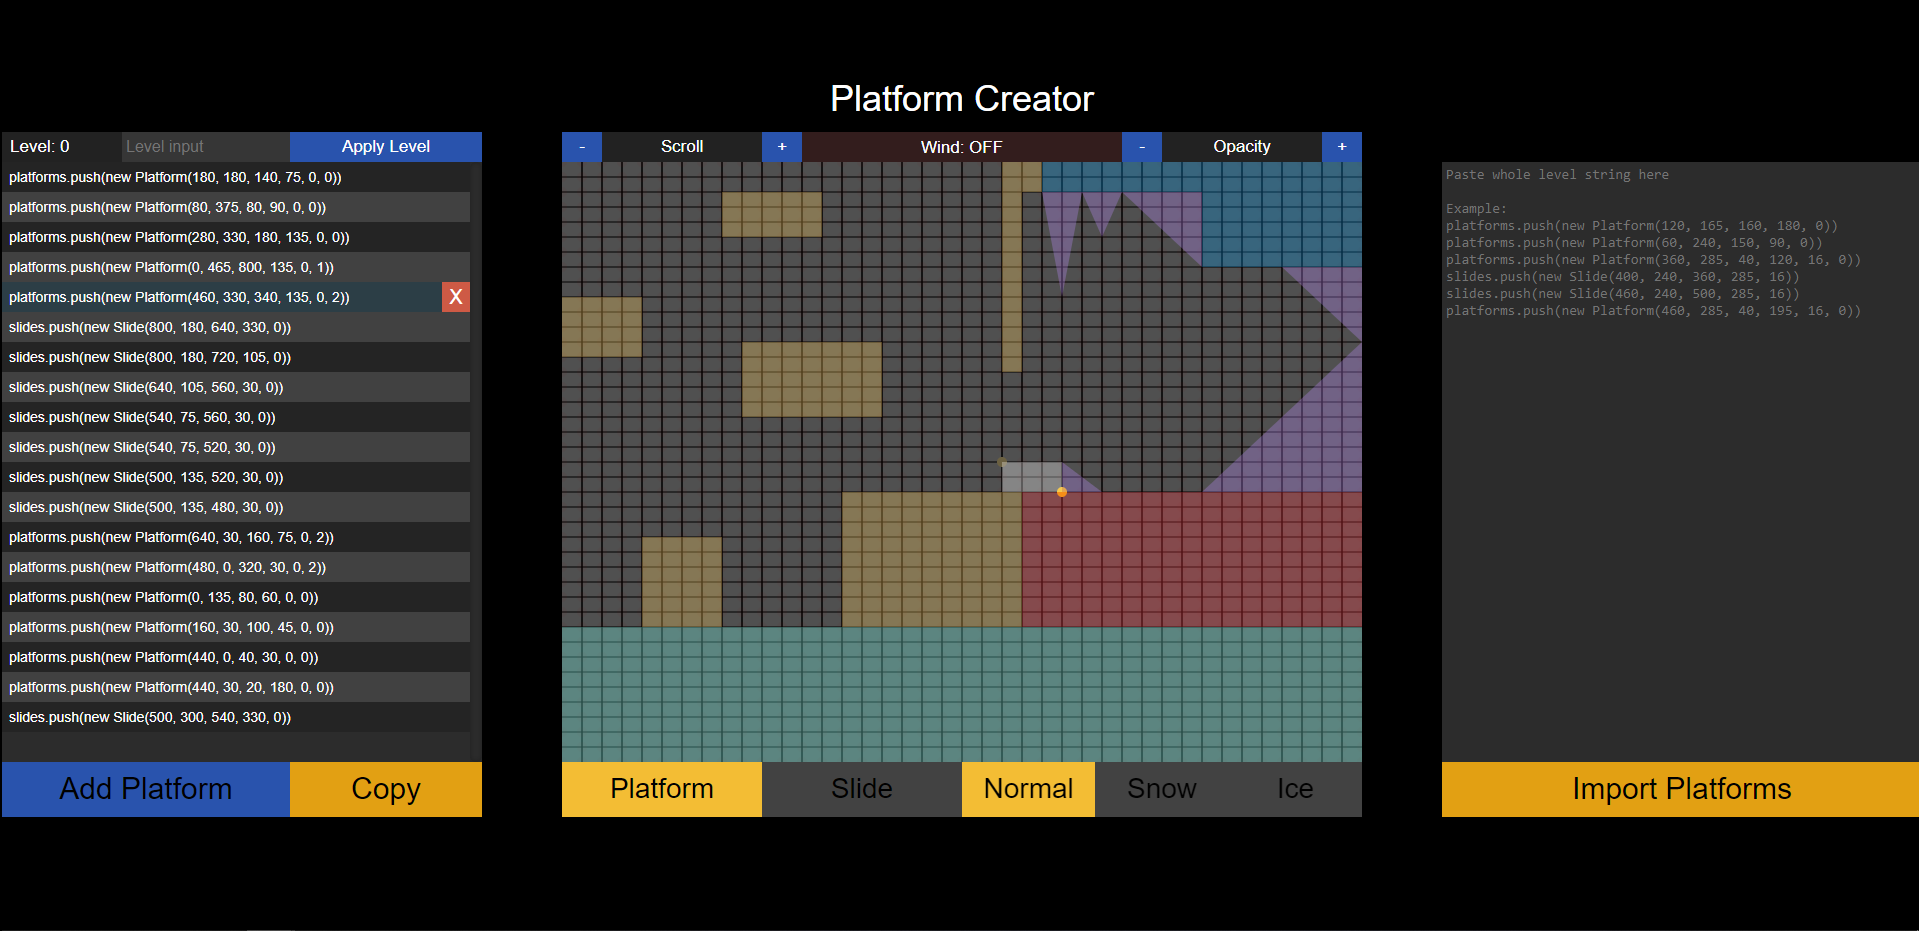 Platform Creator
Level: 0 Level input Apply Level
platforms.push(new Platform(180, 180, 140, 75, 0, 0))
platforms.push(new Platform(80, 375, 80, 90, 0, 0))
platforms.push(new Platform(280, 330, 180, 135, 0, 0))
platforms.push(new Platform(0, 465, 800, 135, 0, 1))
platforms.push(new Platform(460, 330, 340, 135, 0, 2)) X
slides.push(new Slide(800, 180, 640, 330, 0))
slides.push(new Slide(800, 180, 720, 105, 0))
slides.push(new Slide(640, 105, 560, 30, 0))
slides.push(new Slide(540, 75, 560, 30, 0))
slides.push(new Slide(540, 75, 520, 30, 0))
slides.push(new Slide(500, 135, 520, 30, 0))
slides.push(new Slide(500, 135, 480, 30, 0))
platforms.push(new Platform(640, 30, 160, 75, 0, 2))
platforms.push(new Platform(480, 0, 320, 30, 0, 2))
platforms.push(new Platform(0, 135, 80, 60, 0, 0))
platforms.push(new Platform(160, 30, 100, 45, 0, 0))
platforms.push(new Platform(440, 0, 40, 30, 0, 0))
platforms.push(new Platform(440, 30, 20, 180, 0, 0))
slides.push(new Slide(500, 300, 540, 330, 0))
Add Platform Copy
- Scroll + Wind: OFF - Opacity +
Platform Slide Normal Snow Ice
Paste whole level string here
Example:
platforms.push(new Platform(120, 165, 160, 180, 0))
platforms.push(new Platform(60, 240, 150, 90, 0))
platforms.push(new Platform(360, 285, 40, 120, 16, 0))
slides.push(new Slide(400, 240, 360, 285, 16))
slides.push(new Slide(460, 240, 500, 285, 16))
platforms.push(new Platform(460, 285, 40, 195, 16, 0))
Import Platforms